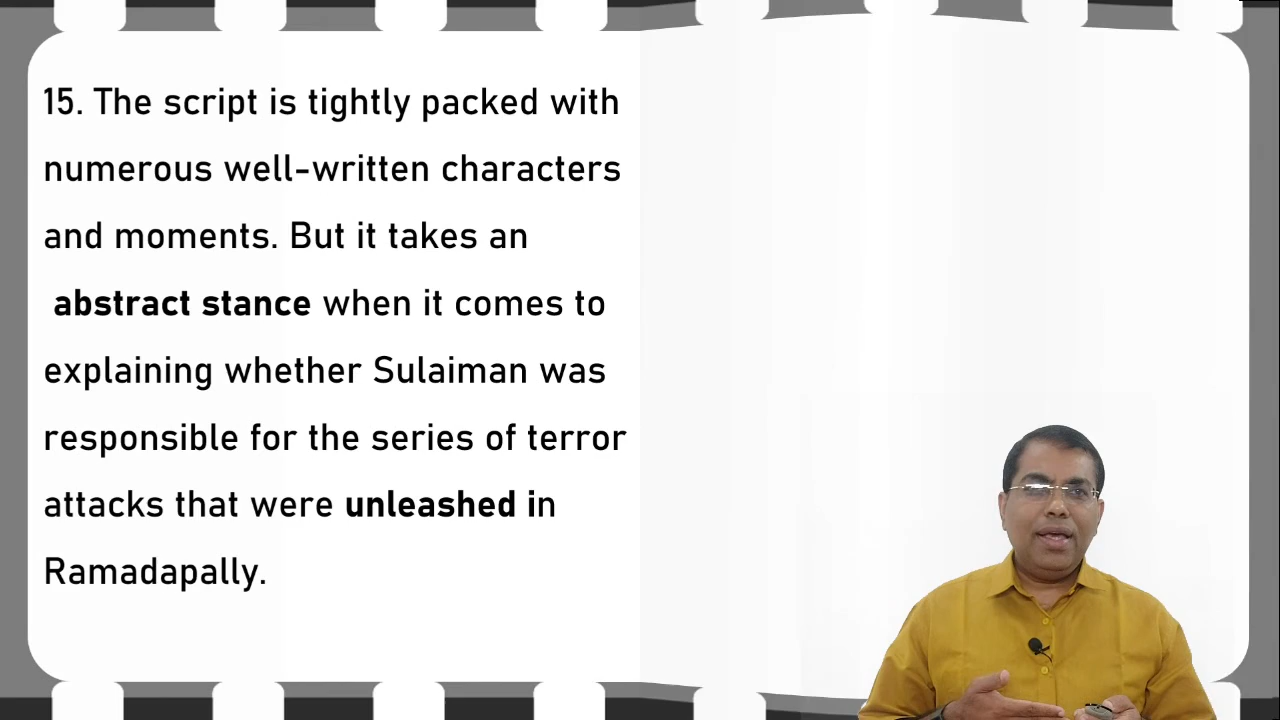 15. The script is tightly packed with
numerous well-written characters
and moments. But it takes an
abstract stance when it comes to
explaining whether Sulaiman was
responsible for the series of terror
attacks that were unleashed in
Ramadapally.